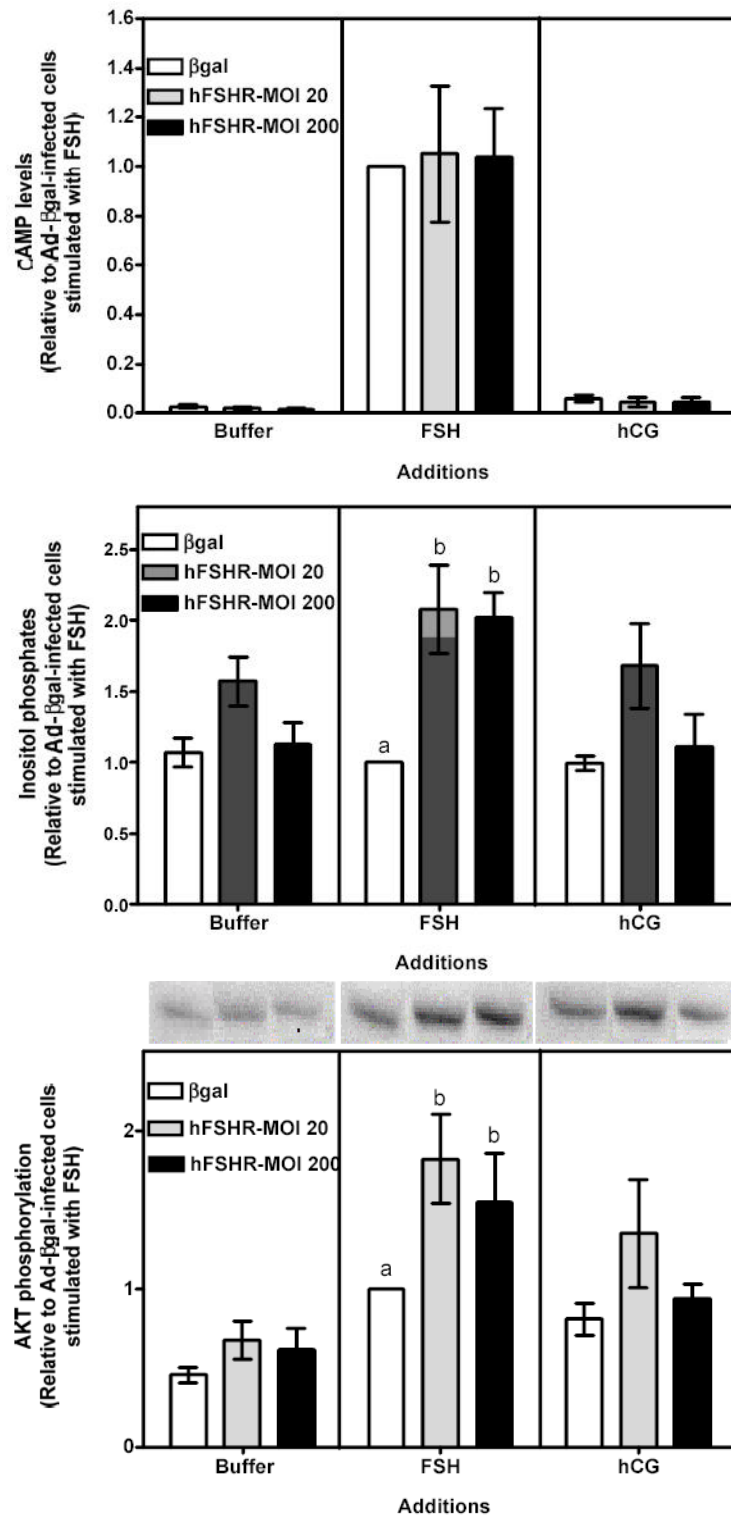 CAMP levels
(Relative to Ad-βgal-infected cells
stimulated with FSH)
1.6
1.4
1.2
1.0
0.8
0.6
0.4
0.2
0.0
βgal
hFSHR-MOI 20
hFSHR-MOI 200
Buffer
FSH
hCG
Additions
Inositol phosphates
(Relative to Ad-βgal-infected cells
stimulated with FSH)
2.5
2.0
1.5
1.0
0.5
0.0
βgal
hFSHR-MOI 20
hFSHR-MOI 200
a
b
b
Buffer
FSH
hCG
Additions
AKT phosphorylation
(Relative to Ad-βgal-infected cells
stimulated with FSH)
2
1
0
βgal
hFSHR-MOI 20
hFSHR-MOI 200
a
b
b
Buffer
FSH
hCG
Additions